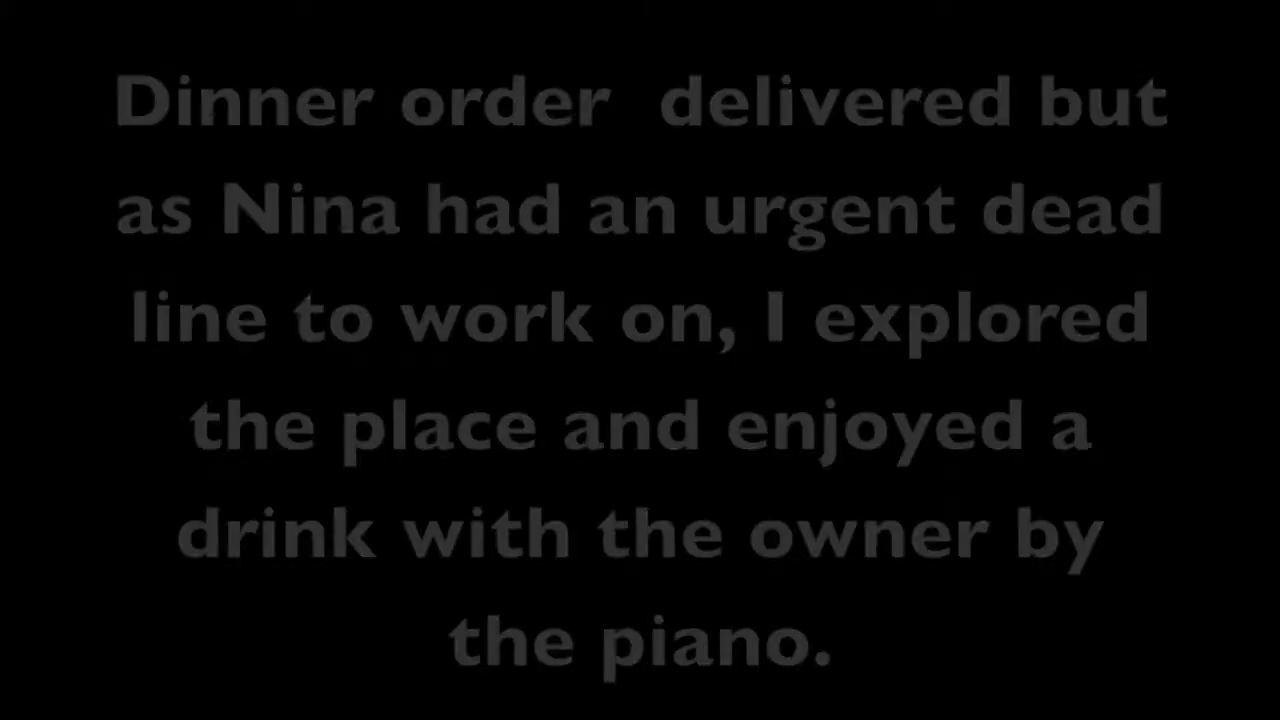 Dinner order  delivered but
as Nina had an urgent dead
line to work on, I explored
the place and enjoyed a
drink with the owner by
the piano.